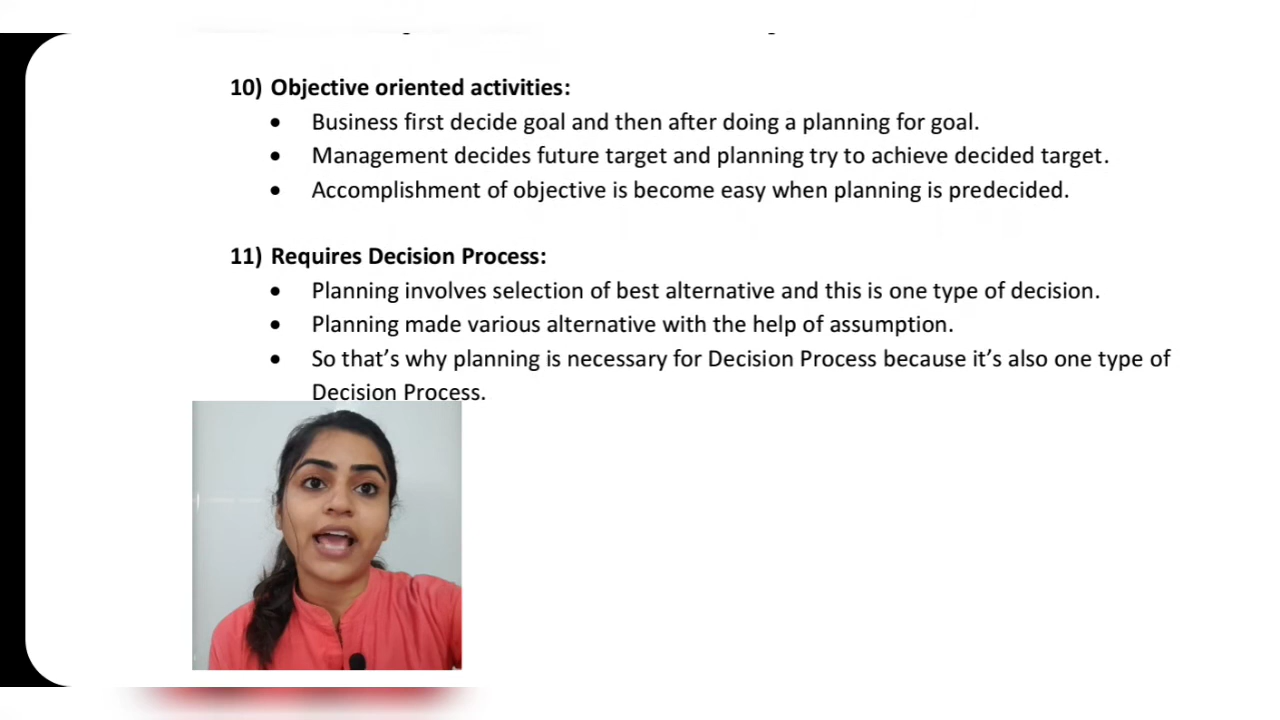 10) Objective oriented activities:
• Business first decide goal and then after doing a planning for goal.
• Management decides future target and planning try to achieve decided target.
• Accomplishment of objective is become easy when planning is predecided.
11) Requires Decision Process:
• Planning involves selection of best alternative and this is one type of decision.
• Planning made various alternative with the help of assumption.
• So that’s why planning is necessary for Decision Process because it’s also one type of
Decision Process.